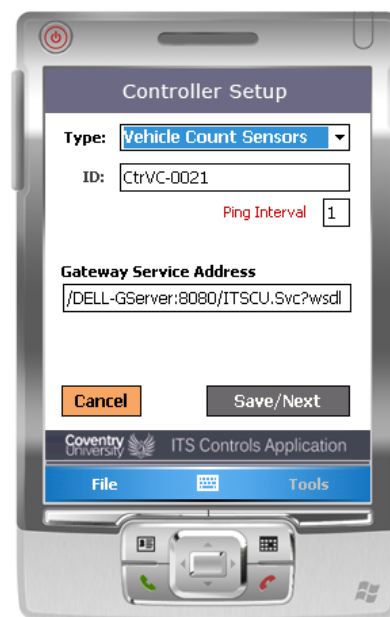 Controller Setup
Type: Vehicle Count Sensors
ID: CtrVC-0021
Ping Interval 1
Gateway Service Address
/DELL-GServer:8080/ITSCU.Svc?wsdl
Cancel Save/Next
Coventry
University
ITS Controls Application
File Tools